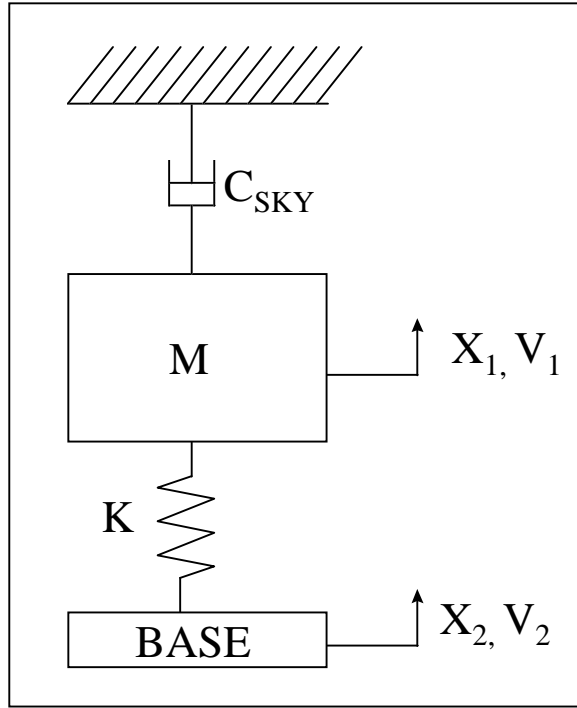 C_SKY
M
X_1, V_1
K
X_2, V_2
BASE